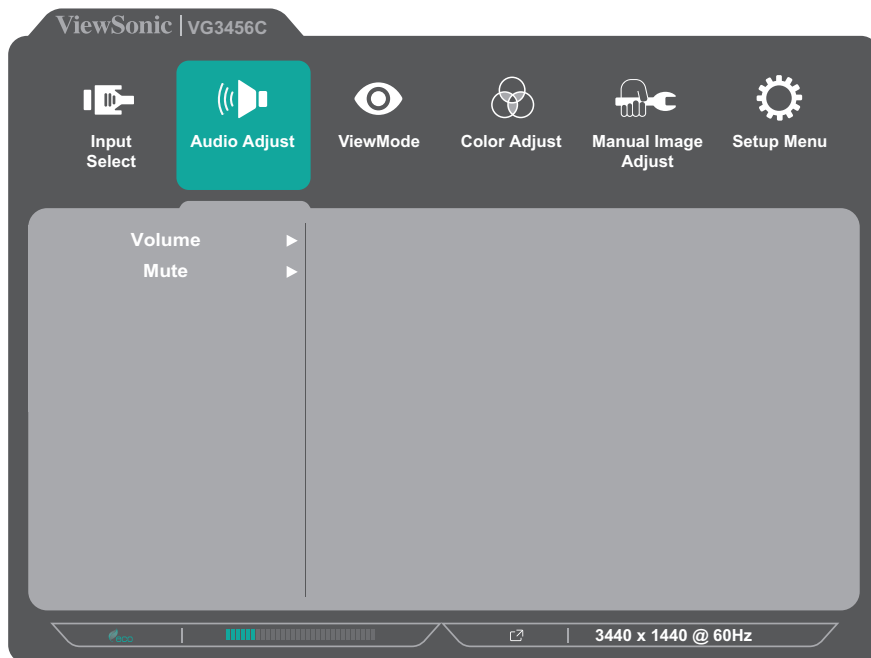 ViewSonic | VG3456C
Input
Select
Audio Adjust
ViewMode
Color Adjust
Manual Image
Adjust
Setup Menu
Volume
Mute
eco
3440 x 1440 @ 60Hz